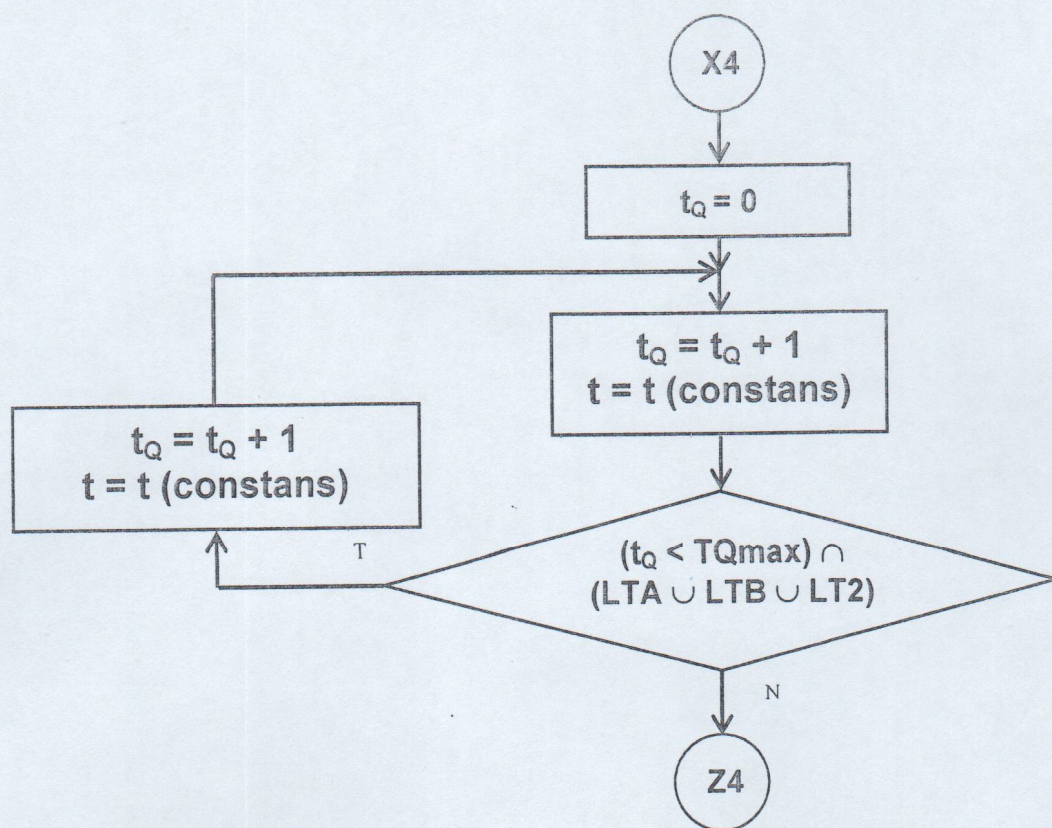 X4
t_Q = 0
t_Q = t_Q + 1
t = t (constans)
t_Q = t_Q + 1
t = t (constans)
T
(t_Q < TQmax) ∩
(LTA ∪ LTB ∪ LT2)
N
Z4